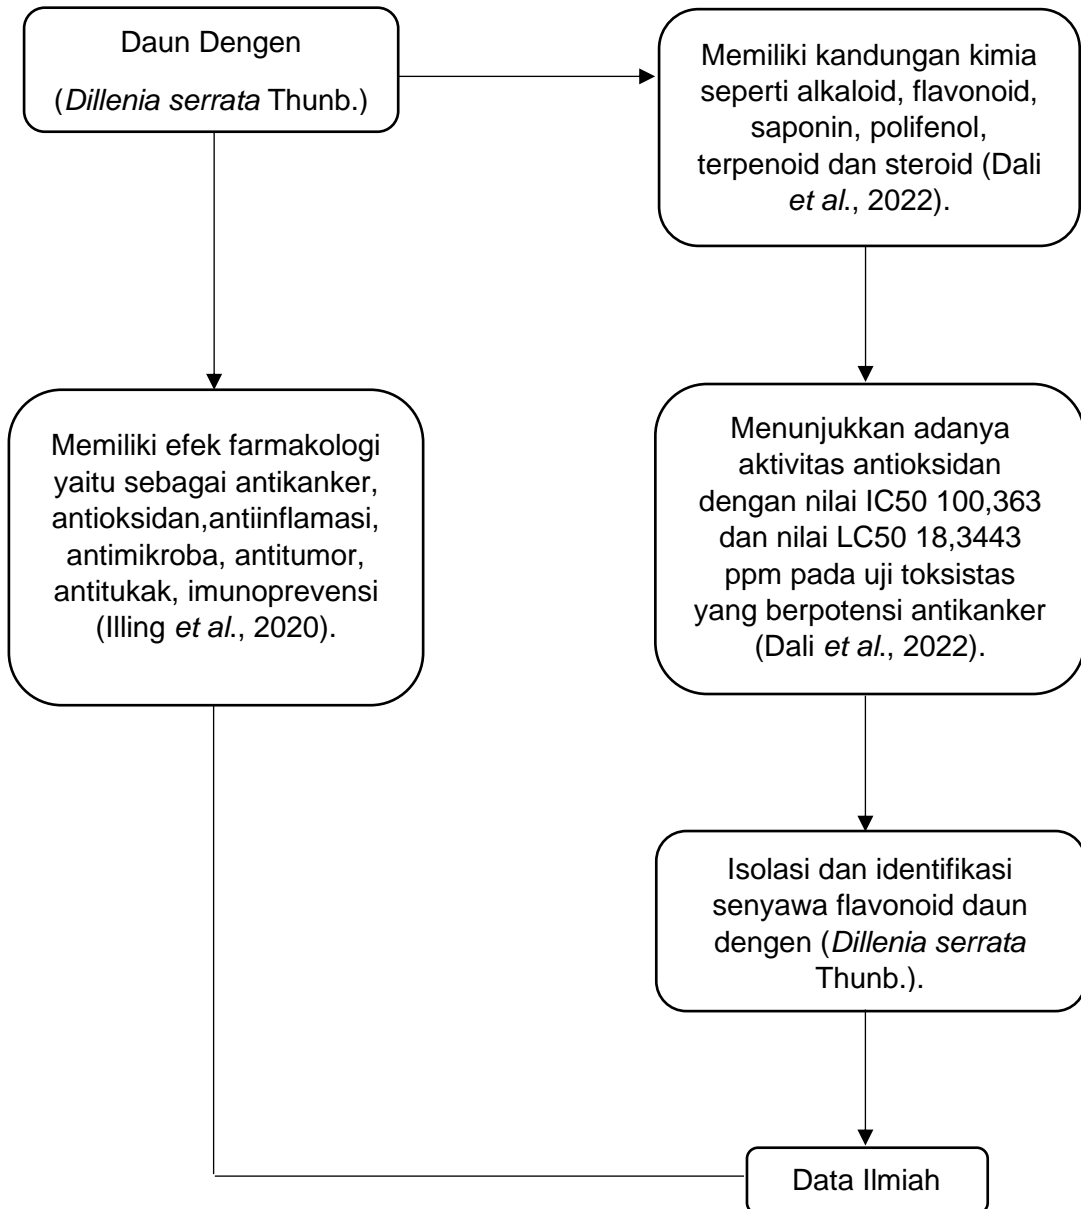 Daun Dengen
(Dillenia serrata Thunb.)
Memiliki kandungan kimia
seperti alkaloid, flavonoid,
saponin, polifenol,
terpenoid dan steroid (Dali
et al., 2022).
Memiliki efek farmakologi
yaitu sebagai antikanker,
antioksidan,antiinflamasi,
antimikroba, antitumor,
antitukak, imunoprevensi
(Illing et al., 2020).
Menunjukkan adanya
aktivitas antioksidan
dengan nilai IC50 100,363
dan nilai LC50 18,3443
ppm pada uji toksistas
yang berpotensi antikanker
(Dali et al., 2022).
Isolasi dan identifikasi
senyawa flavonoid daun
dengen (Dillenia serrata
Thunb.).
Data Ilmiah